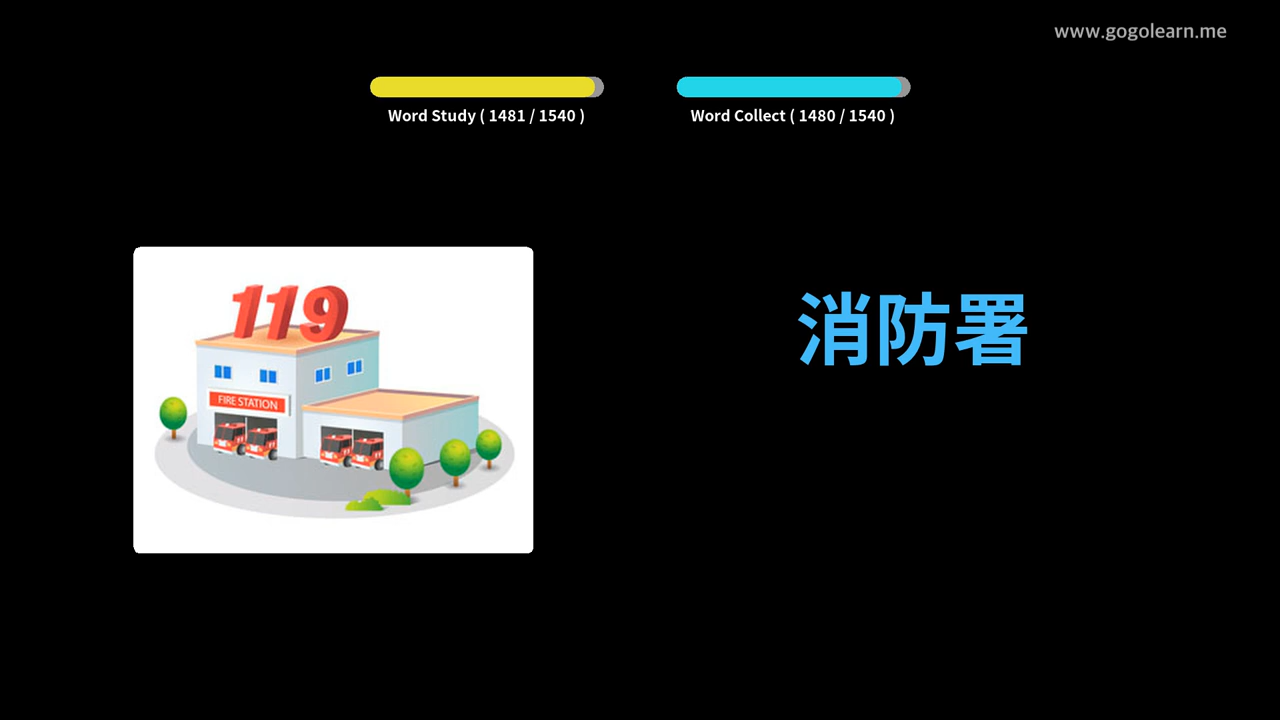 www.gogolearn.me
Word Study ( 1481 / 1540 )
Word Collect ( 1480 / 1540 )
119
FIRE STATION
消防署